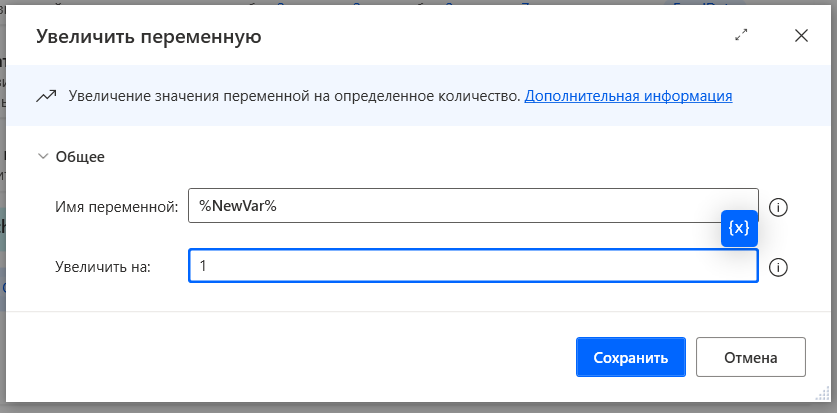 Увеличить переменную
Увеличение значения переменной на определенное количество. Дополнительная информация
Общее
Имя переменной: %NewVar%
{x}
Увеличить на: 1
Сохранить Отмена